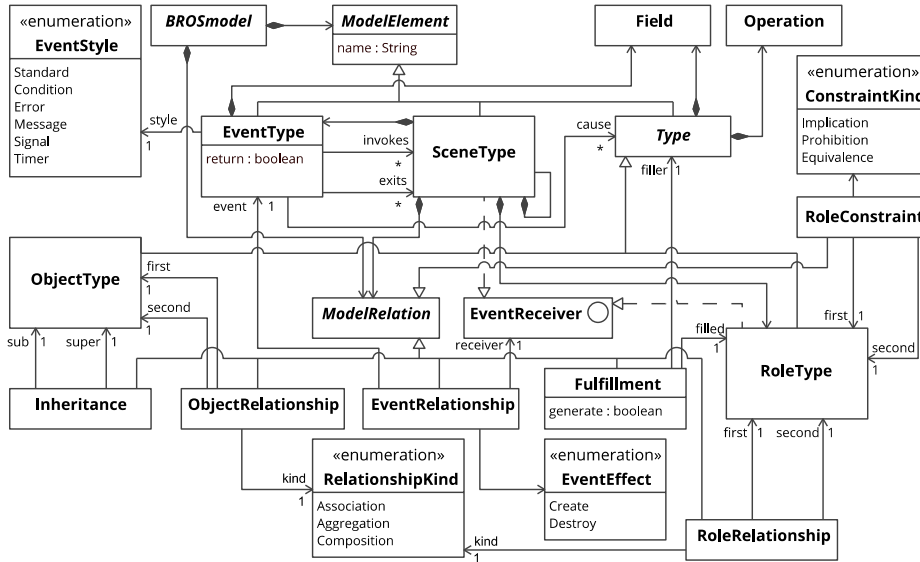 «enumeration»
EventStyle
Standard
Condition
Error
Message
Signal
Timer
BROSmodel
ModelElement
name : String
Field
Operation
«enumeration»
ConstraintKind
Implication
Prohibition
Equivalence
style
1
EventType
return : boolean
invokes
*
exits
*
SceneType
cause
*
Type
filler
1
event
1
RoleConstraint
ObjectType
first
1
second
1
sub
1
super
1
ModelRelation
EventReceiver
receiver
1
filled
1
first
1
second
1
RoleType
Inheritance
ObjectRelationship
EventRelationship
Fulfillment
generate : boolean
first
1
second
1
kind
1
«enumeration»
RelationshipKind
Association
Aggregation
Composition
«enumeration»
EventEffect
Create
Destroy
kind
1
RoleRelationship